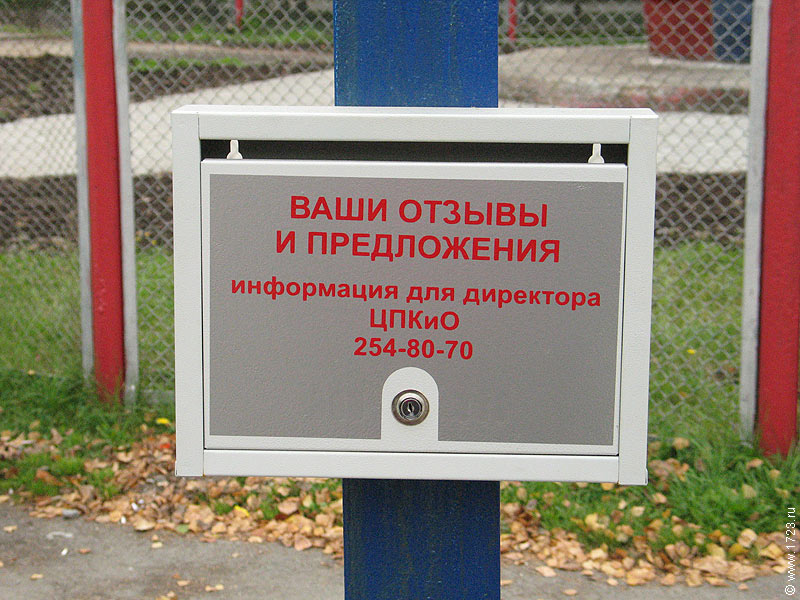 ВАШИ ОТЗЫВЫ
И ПРЕДЛОЖЕНИЯ
информация для директора
ЦПКиО
254-80-70
© www.1723.ru